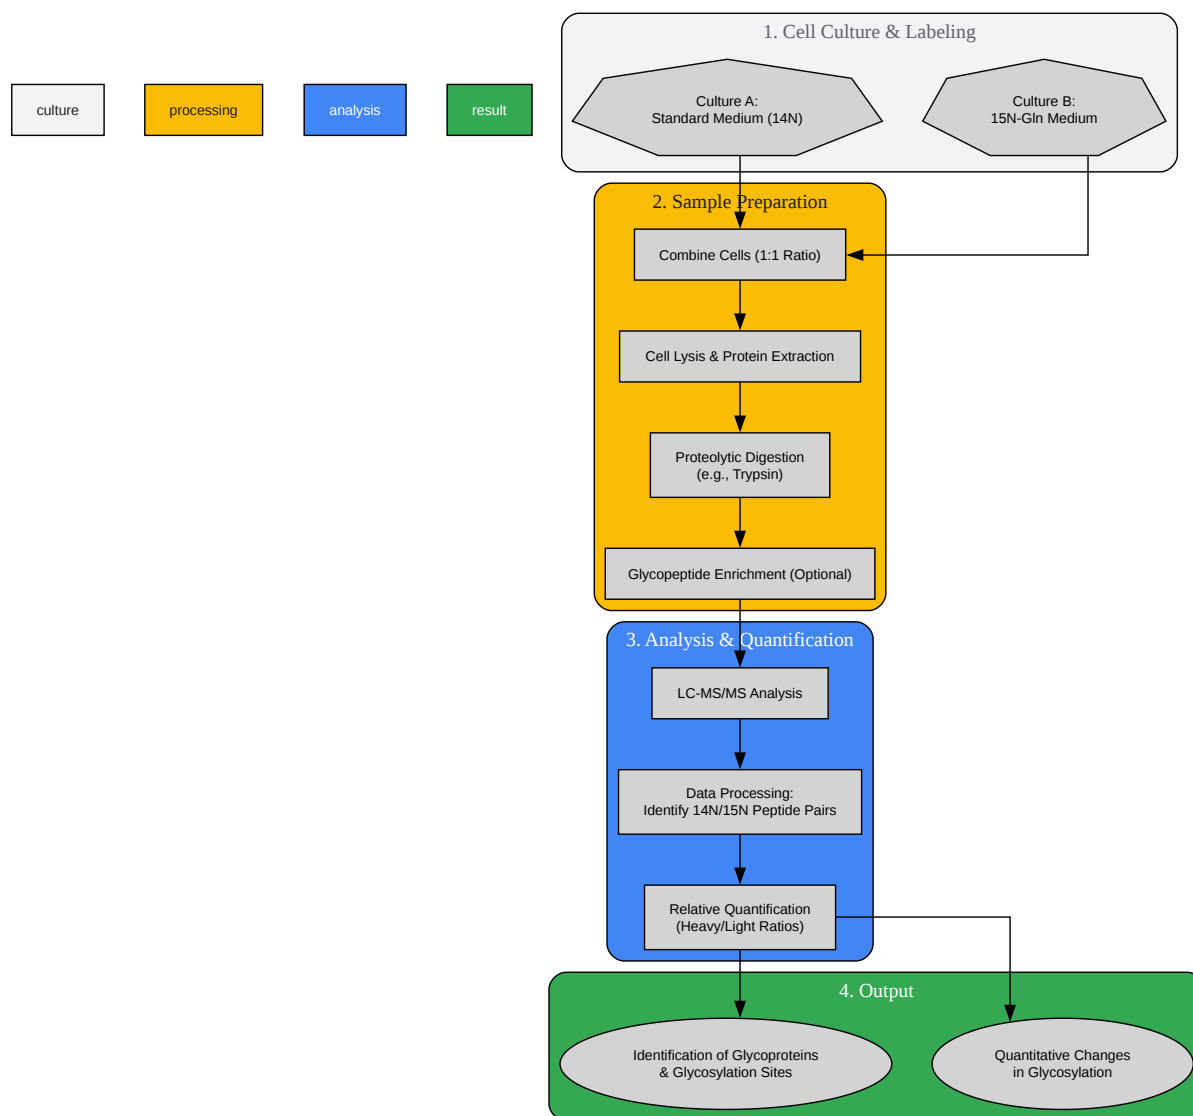 1. Cell Culture & Labeling
culture
processing
analysis
result
Culture A:
Standard Medium (14N)
Culture B:
15N-Gln Medium
2. Sample Preparation
Combine Cells (1:1 Ratio)
Cell Lysis & Protein Extraction
Proteolytic Digestion
(e.g., Trypsin)
Glycopeptide Enrichment (Optional)
3. Analysis & Quantification
LC-MS/MS Analysis
Data Processing:
Identify 14N/15N Peptide Pairs
Relative Quantification
(Heavy/Light Ratios)
4. Output
Identification of Glycoproteins
& Glycosylation Sites
Quantitative Changes
in Glycosylation